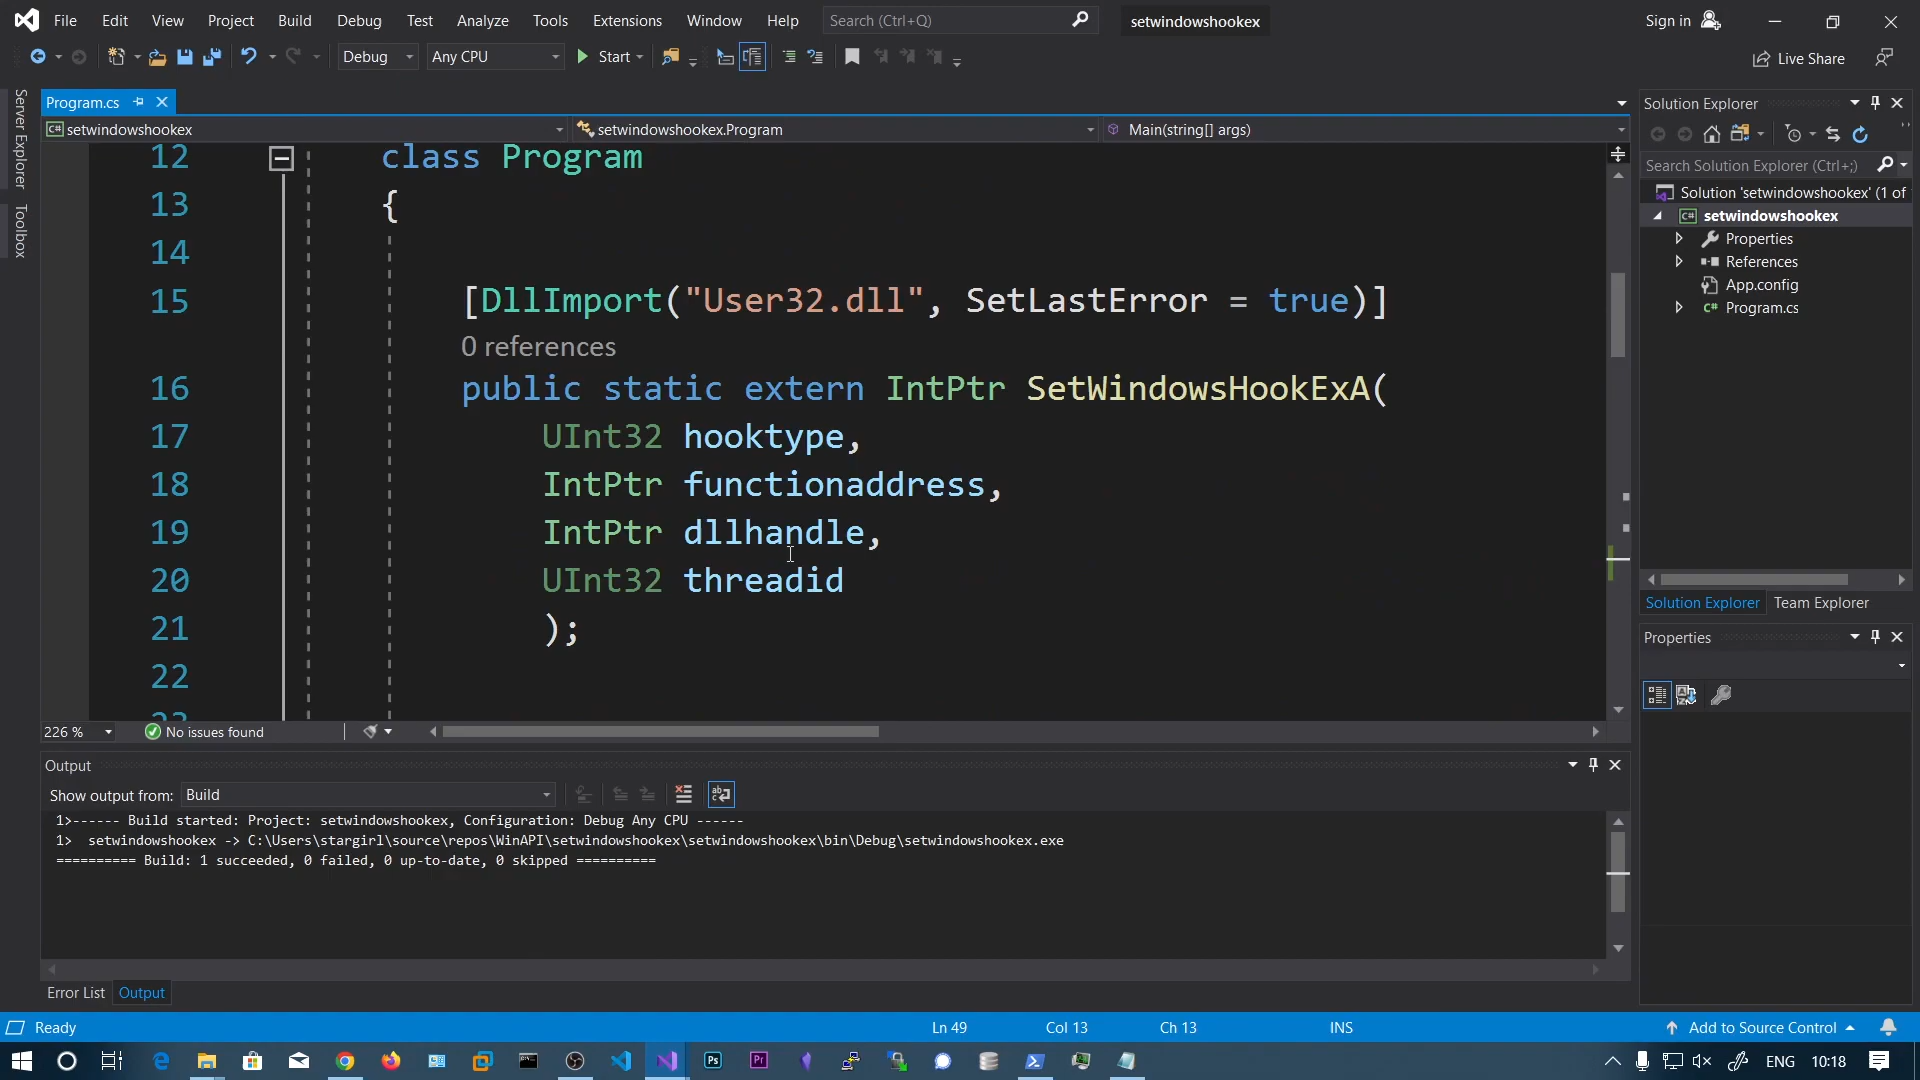 File Edit View Project Build Debug Test Analyze Tools Extensions Window Help Search (Ctrl+Q) setwindowshookex Sign in
Debug Any CPU Start Live Share
Server Explorer
Toolbox
Program.cs
setwindowshookex setwindowshookex.Program Main(string[] args)
12 class Program
13 {
14
15 [DllImport("User32.dll", SetLastError = true)]
0 references
16 public static extern IntPtr SetWindowsHookExA(
17 UInt32 hooktype,
18 IntPtr functionaddress,
19 IntPtr dllhandle,
20 UInt32 threadid
21 );
22
226 % No issues found
Output
Show output from: Build
1>------ Build started: Project: setwindowshookex, Configuration: Debug Any CPU ------
1> setwindowshookex -> C:\Users\stargirl\source\repos\WinAPI\setwindowshookex\setwindowshookex\bin\Debug\setwindowshookex.exe
========== Build: 1 succeeded, 0 failed, 0 up-to-date, 0 skipped ==========
Error List Output
Solution Explorer
Search Solution Explorer (Ctrl+;)
Solution 'setwindowshookex' (1 of
C# setwindowshookex
Properties
References
App.config
C# Program.cs
Solution Explorer Team Explorer
Properties
Ready Ln 49 Col 13 Ch 13 INS Add to Source Control
Ps Pr ENG 10:18